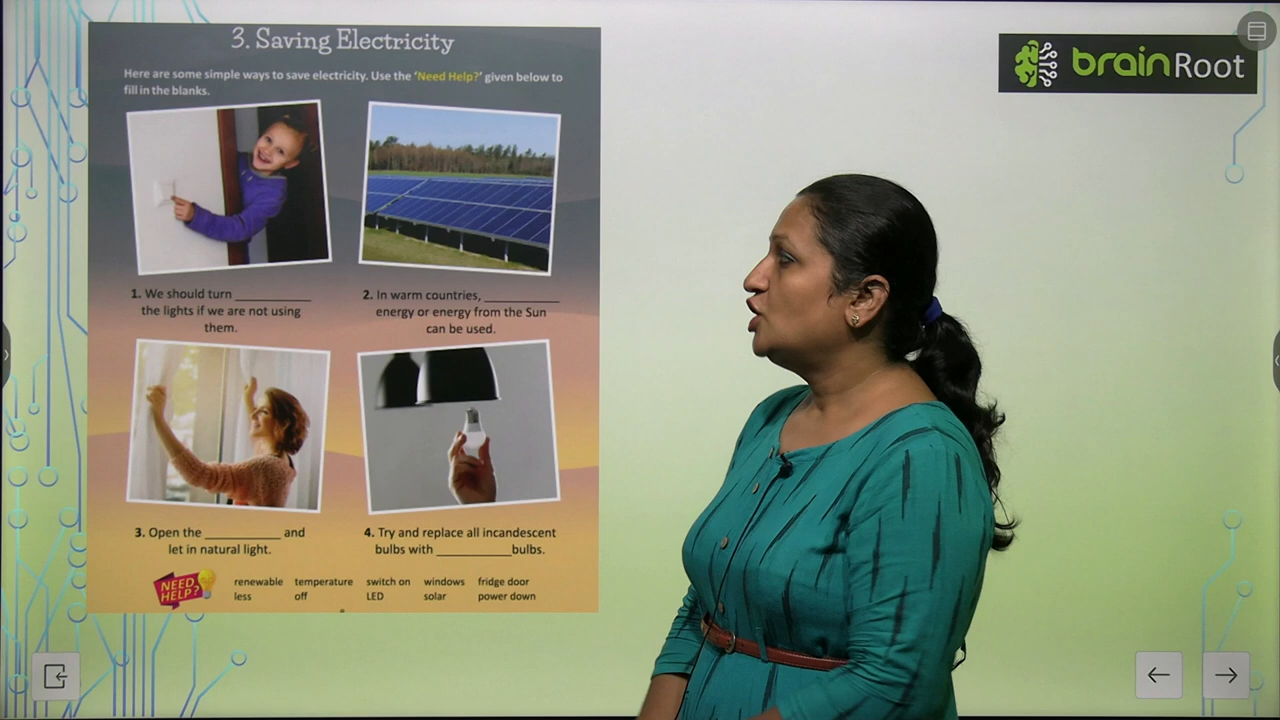 3. Saving Electricity
Here are some simple ways to save electricity. Use the 'Need Help?' given below to
fill in the blanks.
1. We should turn ____________
the lights if we are not using
them.
2. In warm countries, ____________
energy or energy from the Sun
can be used.
3. Open the ____________ and
let in natural light.
4. Try and replace all incandescent
bulbs with ____________bulbs.
NEED
HELP?
renewable temperature switch on windows fridge door
less off LED solar power down
brainRoot